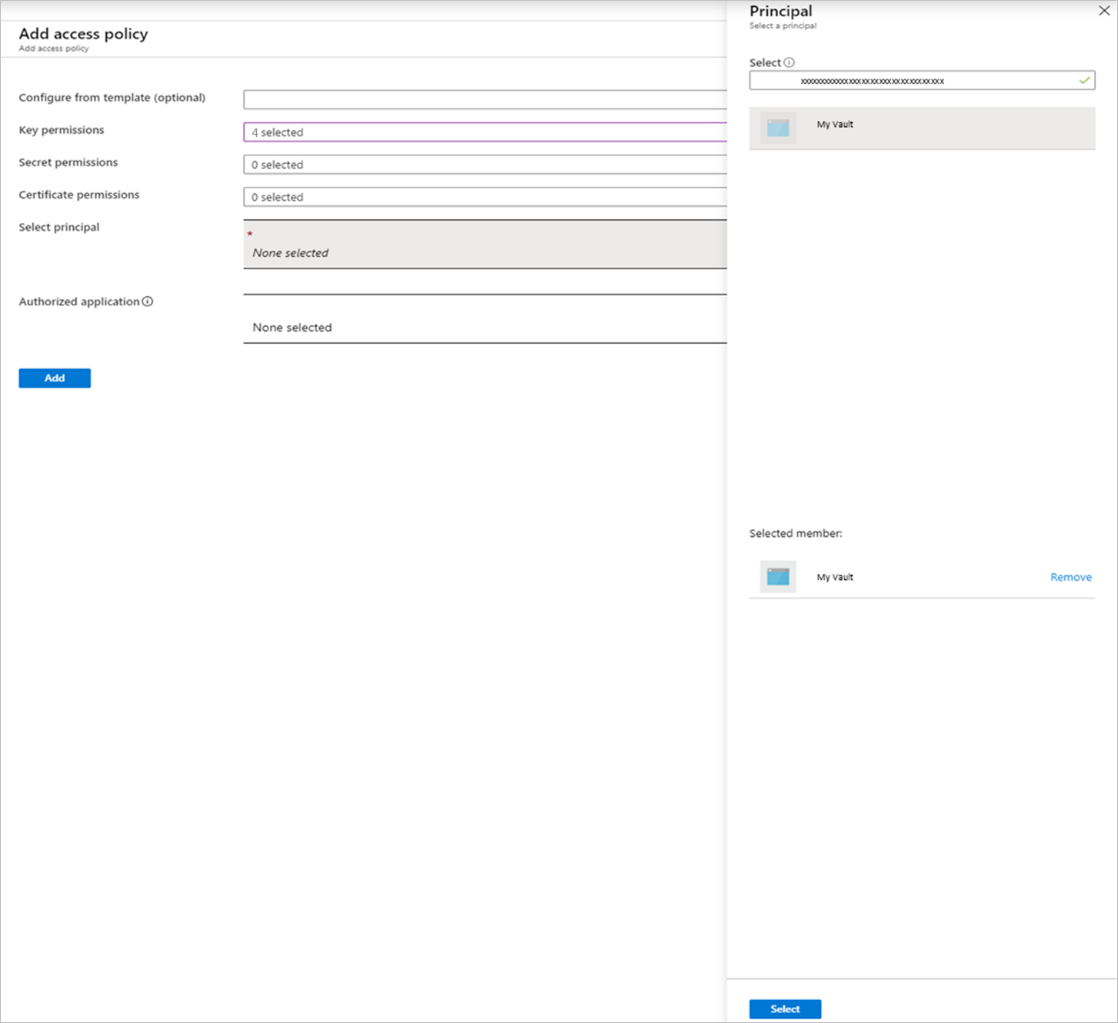 Add access policy
Add access policy
Configure from template (optional)
Key permissions
4 selected
Secret permissions
0 selected
Certificate permissions
0 selected
Select principal
*
None selected
Authorized application
None selected
Add
Principal
Select a principal
Select
My Vault
Selected member:
My Vault
Remove
Select